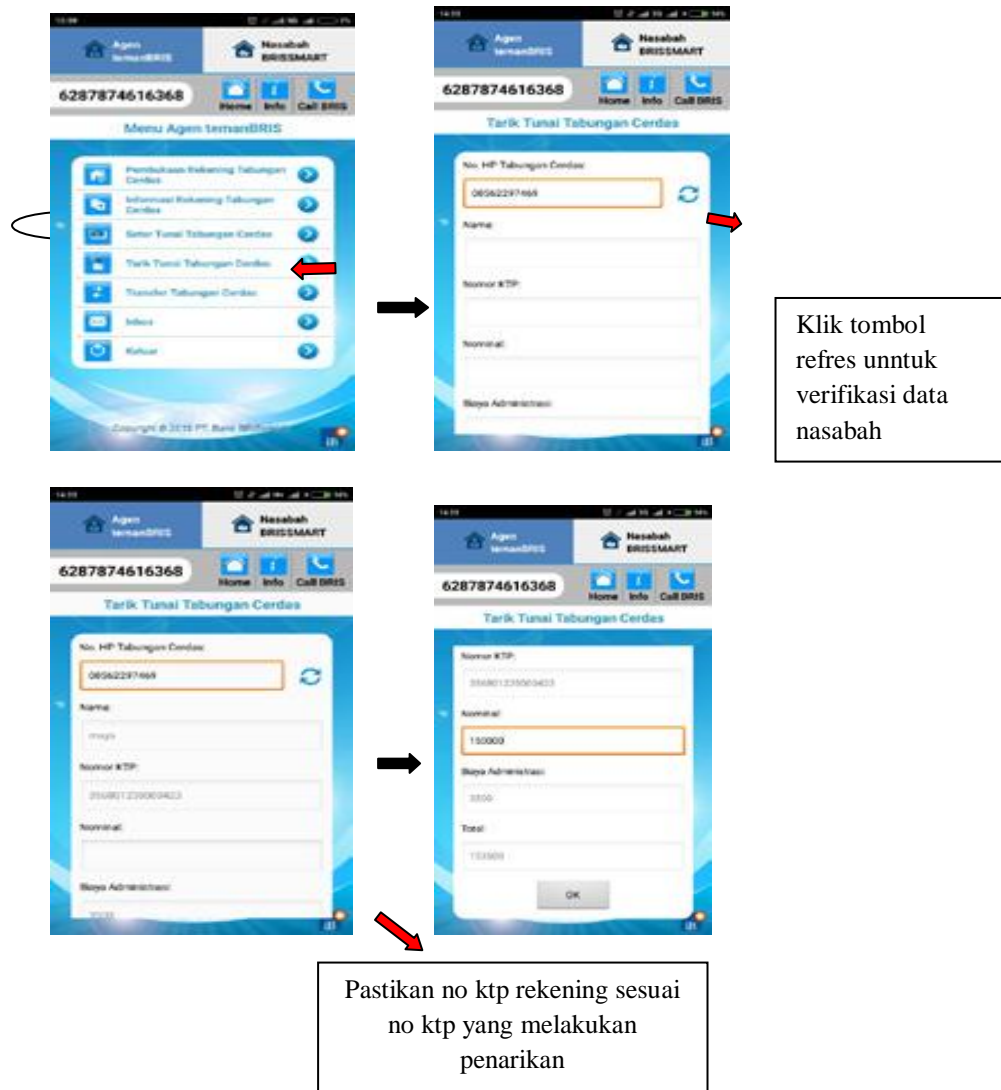 Agen
temanBRIS
Nasabah
BRISSMART
62878746​16368
Home Info Call BRIS
Menu Agen temanBRIS
Pembukaan Rekening Tabungan
Cerdas
Informasi Rekening Tabungan
Cerdas
Setor Tunai Tabungan Cerdas
Tarik Tunai Tabungan Cerdas
Transfer Tabungan Cerdas
Inbox
Keluar
Agen
temanBRIS
Nasabah
BRISSMART
6287874616368
Home Info Call BRIS
Tarik Tunai Tabungan Cerdas
No. HP Tabungan Cerdas:
08562297469
Nama:
Nomor KTP:
Nominal:
Biaya Administrasi:
Klik tombol
refres unntuk
verifikasi data
nasabah
Agen
temanBRIS
Nasabah
BRISSMART
6287874616368
Home Info Call BRIS
Tarik Tunai Tabungan Cerdas
No. HP Tabungan Cerdas:
08562297469
Nama:
Nomor KTP:
Nominal:
Biaya Administrasi:
Agen
temanBRIS
Nasabah
BRISSMART
6287874616368
Home Info Call BRIS
Tarik Tunai Tabungan Cerdas
Nomor KTP:
Nominal:
150000
Biaya Administrasi:
Total:
OK
Pastikan no ktp rekening sesuai
no ktp yang melakukan
penarikan